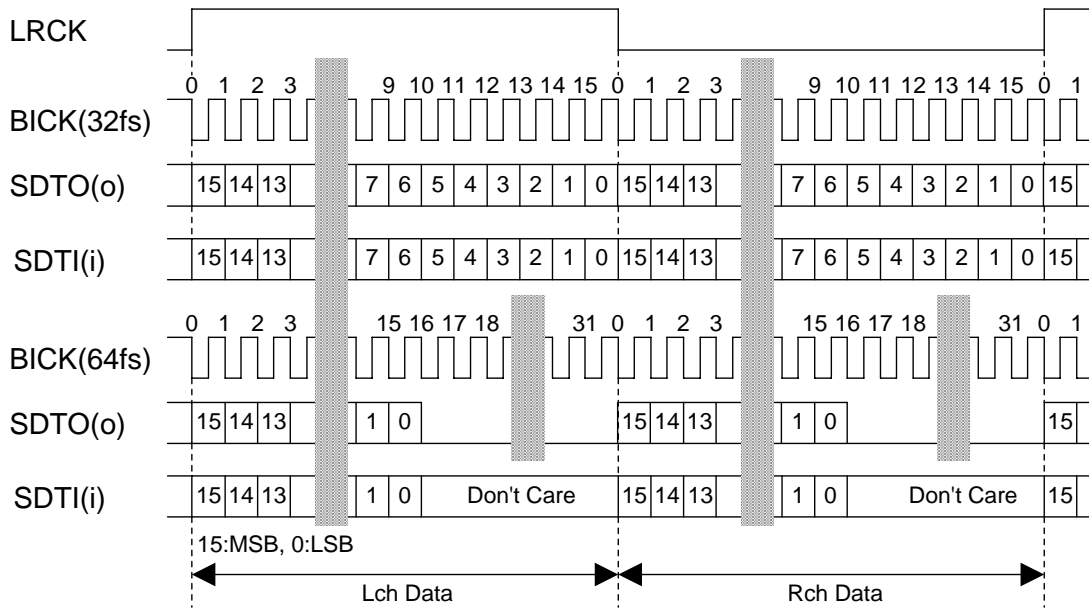 LRCK
0 1 2 3 9 10 11 12 13 14 15 0 1 2 3 9 10 11 12 13 14 15 0 1
BICK(32fs)
SDTO(o) 15 14 13 7 6 5 4 3 2 1 0 15 14 13 7 6 5 4 3 2 1 0 15
SDTI(i) 15 14 13 7 6 5 4 3 2 1 0 15 14 13 7 6 5 4 3 2 1 0 15
0 1 2 3 15 16 17 18 31 0 1 2 3 15 16 17 18 31 0 1
BICK(64fs)
SDTO(o) 15 14 13 1 0 15 14 13 1 0 15
SDTI(i) 15 14 13 1 0 Don't Care 15 14 13 1 0 Don't Care 15
15:MSB, 0:LSB
Lch Data Rch Data